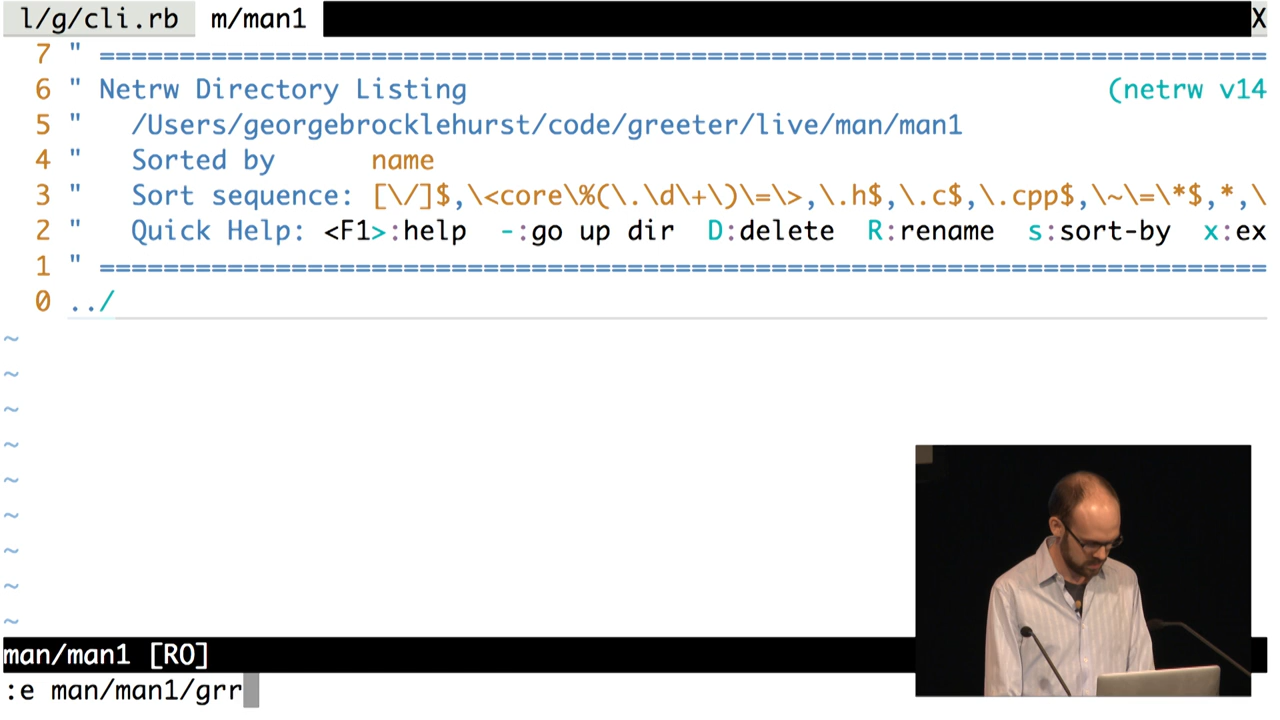 l/g/cli.rb m/man1 X
7 " =========================================================================
6 " Netrw Directory Listing (netrw v14
5 " /Users/georgebrocklehurst/code/greeter/live/man/man1
4 " Sorted by name
3 " Sort sequence: [\/]$,\<core\%(\.\d\+\)\=\>,\.h$,\.c$,\.cpp$,\~\=\*$,*,\
2 " Quick Help: <F1>:help -:go up dir D:delete R:rename s:sort-by x:ex
1 " =========================================================================
0 ../
~
~
~
~
~
~
~
~
~
man/man1 [RO]
:e man/man1/grr